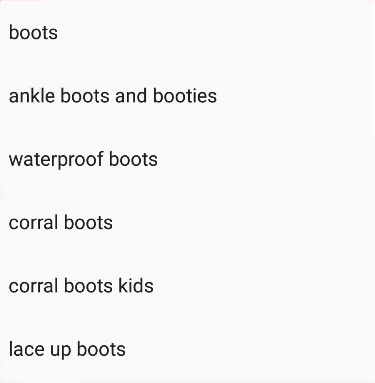 boots
ankle boots and booties
waterproof boots
corral boots
corral boots kids
lace up boots